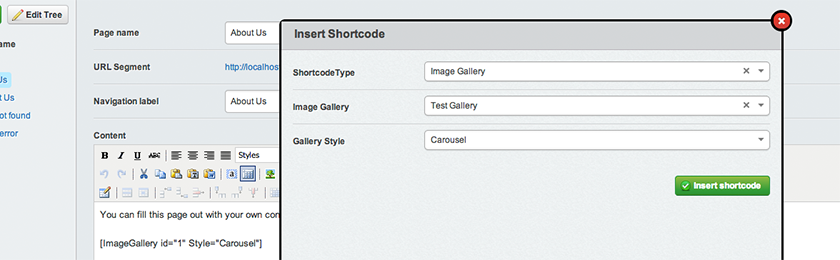 Edit Tree
ame
Us
t Us
ot found
error
Page name
About Us
URL Segment
http://localhos
Navigation label
About Us
Content
B I U ABC Styles
You can fill this page out with your own con
[ImageGallery id="1" Style="Carousel"]
Insert Shortcode
ShortcodeType
Image Gallery
Image Gallery
Test Gallery
Gallery Style
Carousel
Insert shortcode